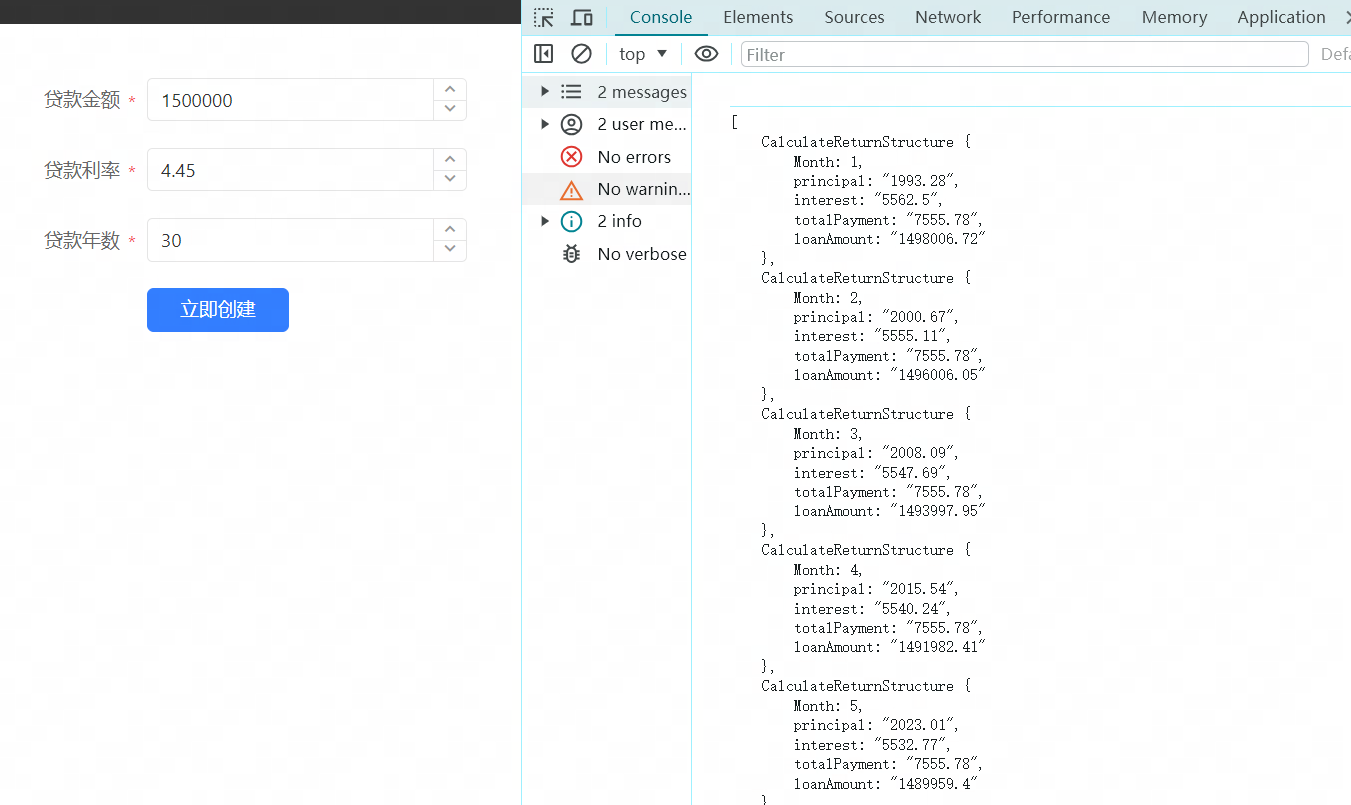 贷款金额 * 1500000
贷款利率 * 4.45
贷款年数 * 30
立即创建
Console Elements Sources Network Performance Memory Application
top Filter Defa
2 messages
2 user me...
No errors
No warnin...
2 info
No verbose
[
CalculateReturnStructure {
Month: 1,
principal: "1993.28",
interest: "5562.5",
totalPayment: "7555.78",
loanAmount: "1498006.72"
},
CalculateReturnStructure {
Month: 2,
principal: "2000.67",
interest: "5555.11",
totalPayment: "7555.78",
loanAmount: "1496006.05"
},
CalculateReturnStructure {
Month: 3,
principal: "2008.09",
interest: "5547.69",
totalPayment: "7555.78",
loanAmount: "1493997.95"
},
CalculateReturnStructure {
Month: 4,
principal: "2015.54",
interest: "5540.24",
totalPayment: "7555.78",
loanAmount: "1491982.41"
},
CalculateReturnStructure {
Month: 5,
principal: "2023.01",
interest: "5532.77",
totalPayment: "7555.78",
loanAmount: "1489959.4"
}